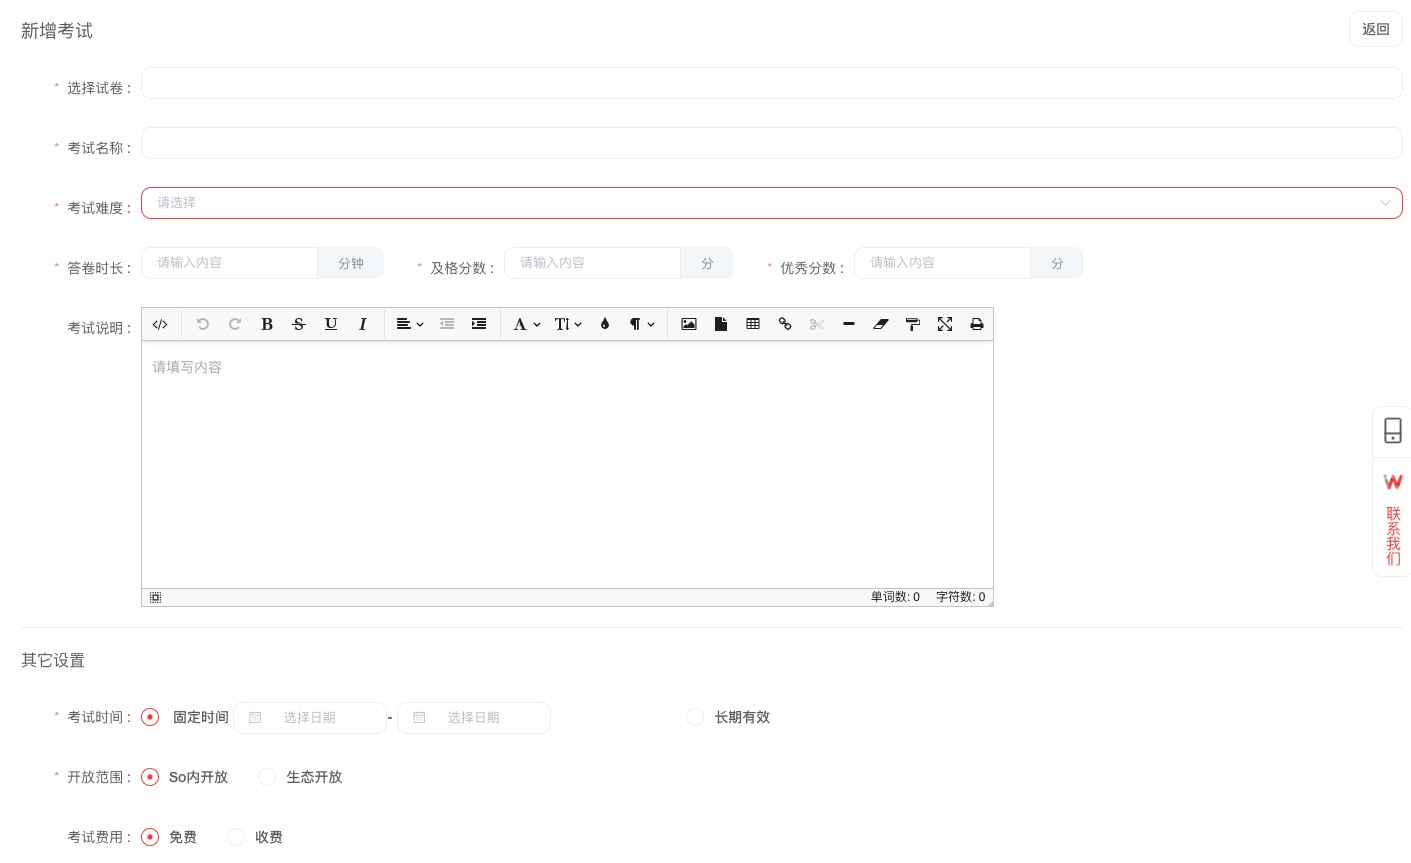 新增考试
返回
* 选择试卷 :
* 考试名称 :
* 考试难度 : 请选择
* 答卷时长 : 请输入内容 分钟 * 及格分数 : 请输入内容 分 * 优秀分数 : 请输入内容 分
考试说明 :
请填写内容
单词数: 0 字符数: 0
联系我们
其它设置
* 考试时间 : 固定时间 选择日期 - 选择日期 长期有效
* 开放范围 : So内开放 生态开放
考试费用 : 免费 收费